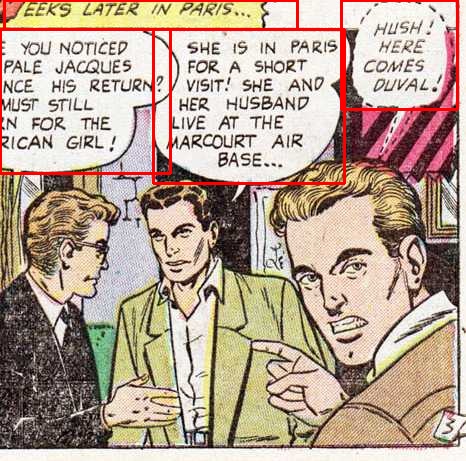 EEKS LATER IN PARIS...
E YOU NOTICED
PALE JACQUES
NCE HIS RETURN?
MUST STILL
RN FOR THE
RICAN GIRL!
SHE IS IN PARIS
FOR A SHORT
VISIT! SHE AND
HER HUSBAND
LIVE AT THE
MARCOURT AIR
BASE...
HUSH!
HERE
COMES
DUVAL!
3